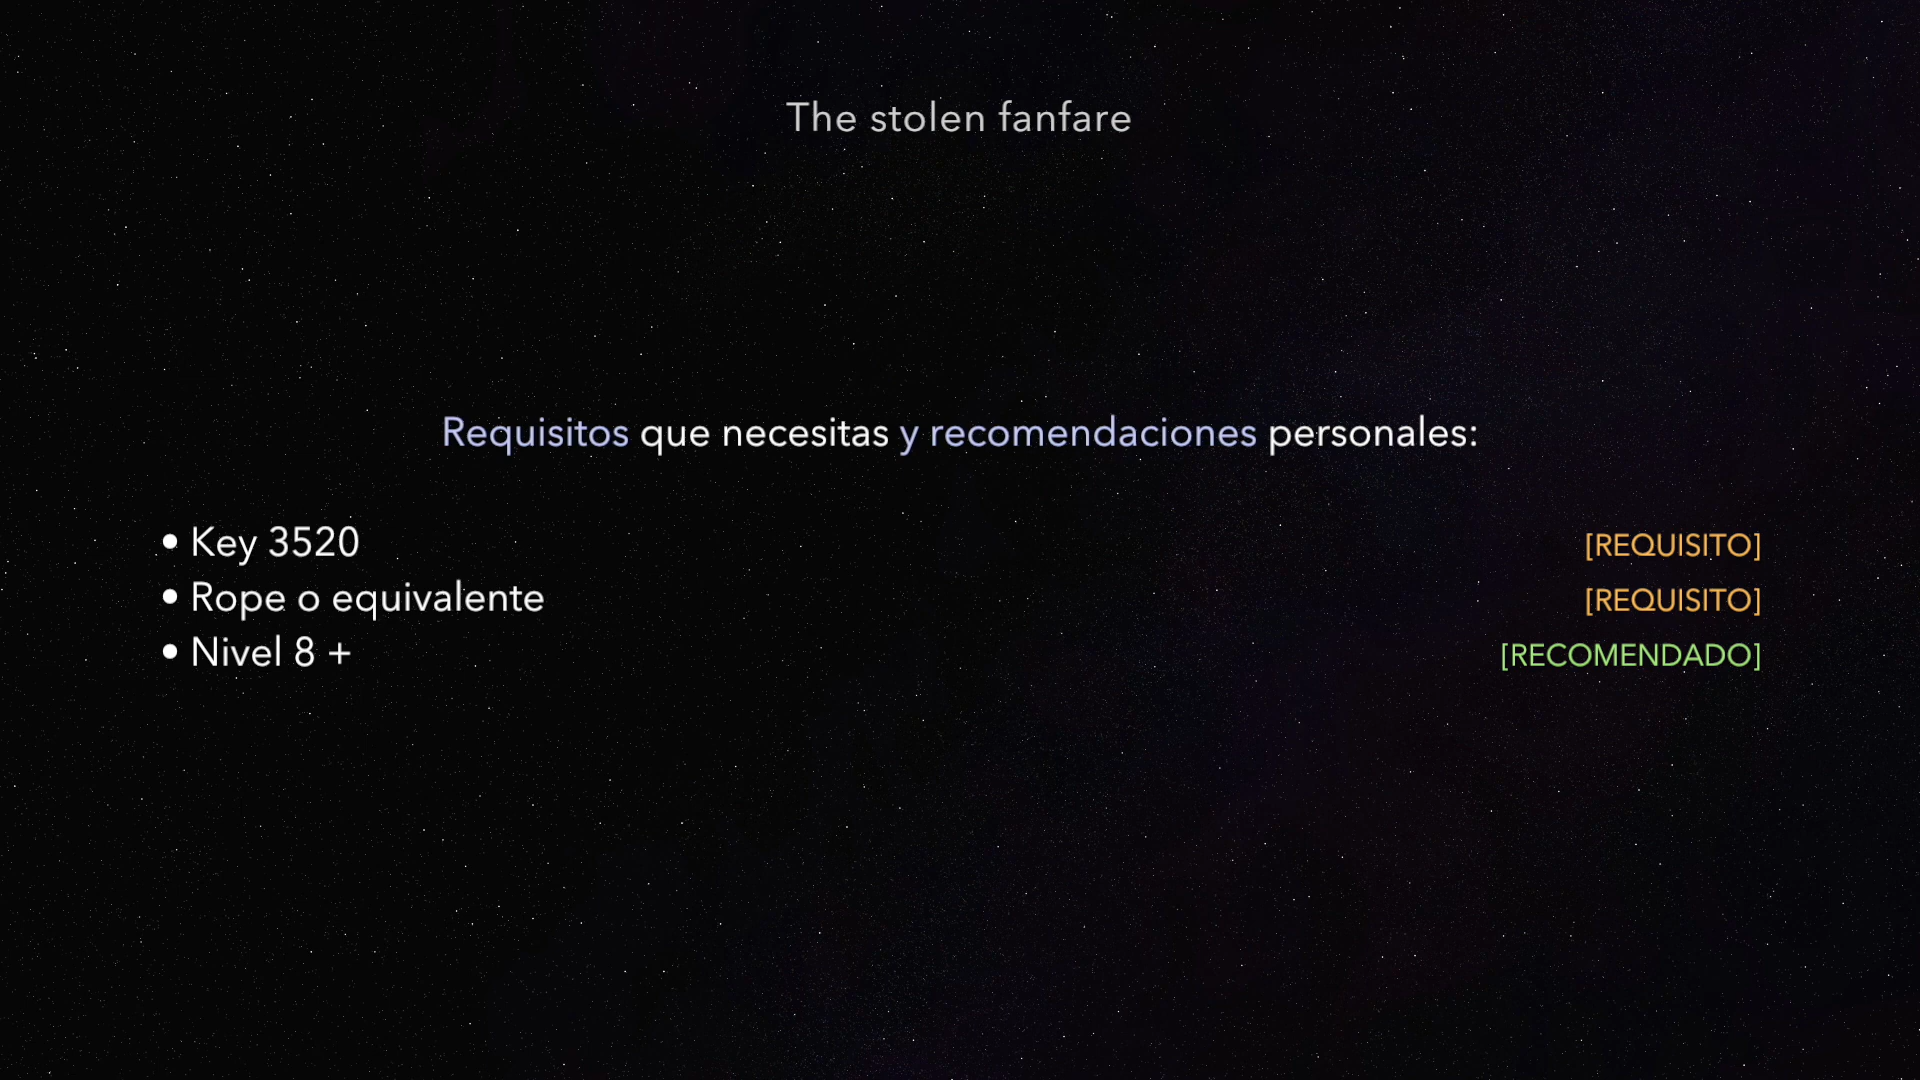 The stolen fanfare
Requisitos que necesitas y recomendaciones personales:
• Key 3520 [REQUISITO]
• Rope o equivalente [REQUISITO]
• Nivel 8 + [RECOMENDADO]